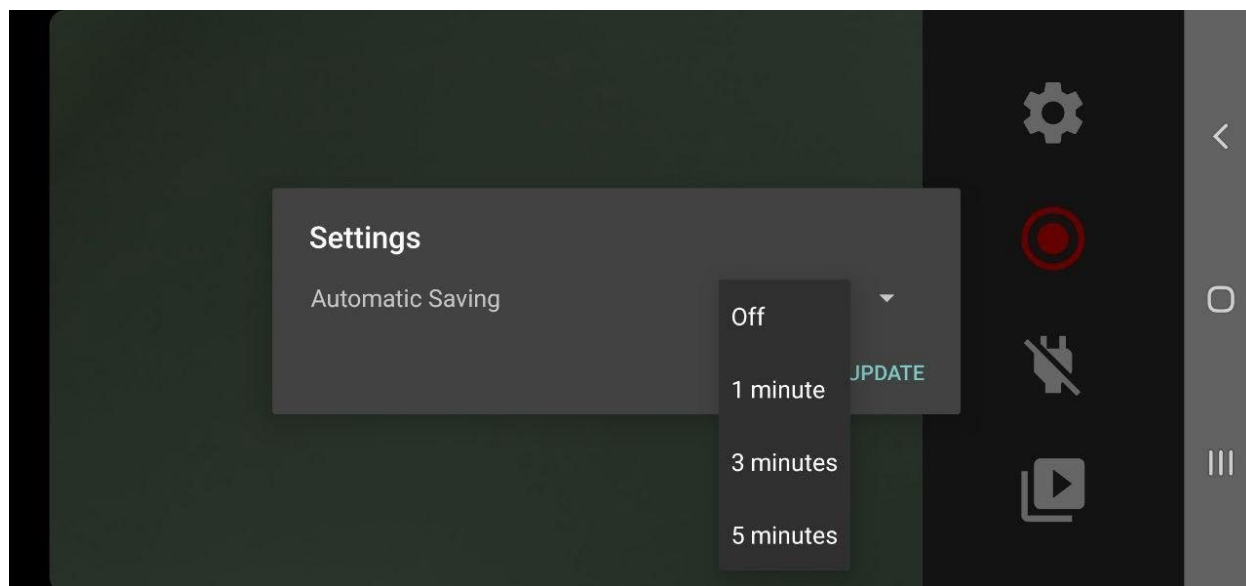 Settings
Automatic Saving
Off
1 minute
UPDATE
3 minutes
5 minutes